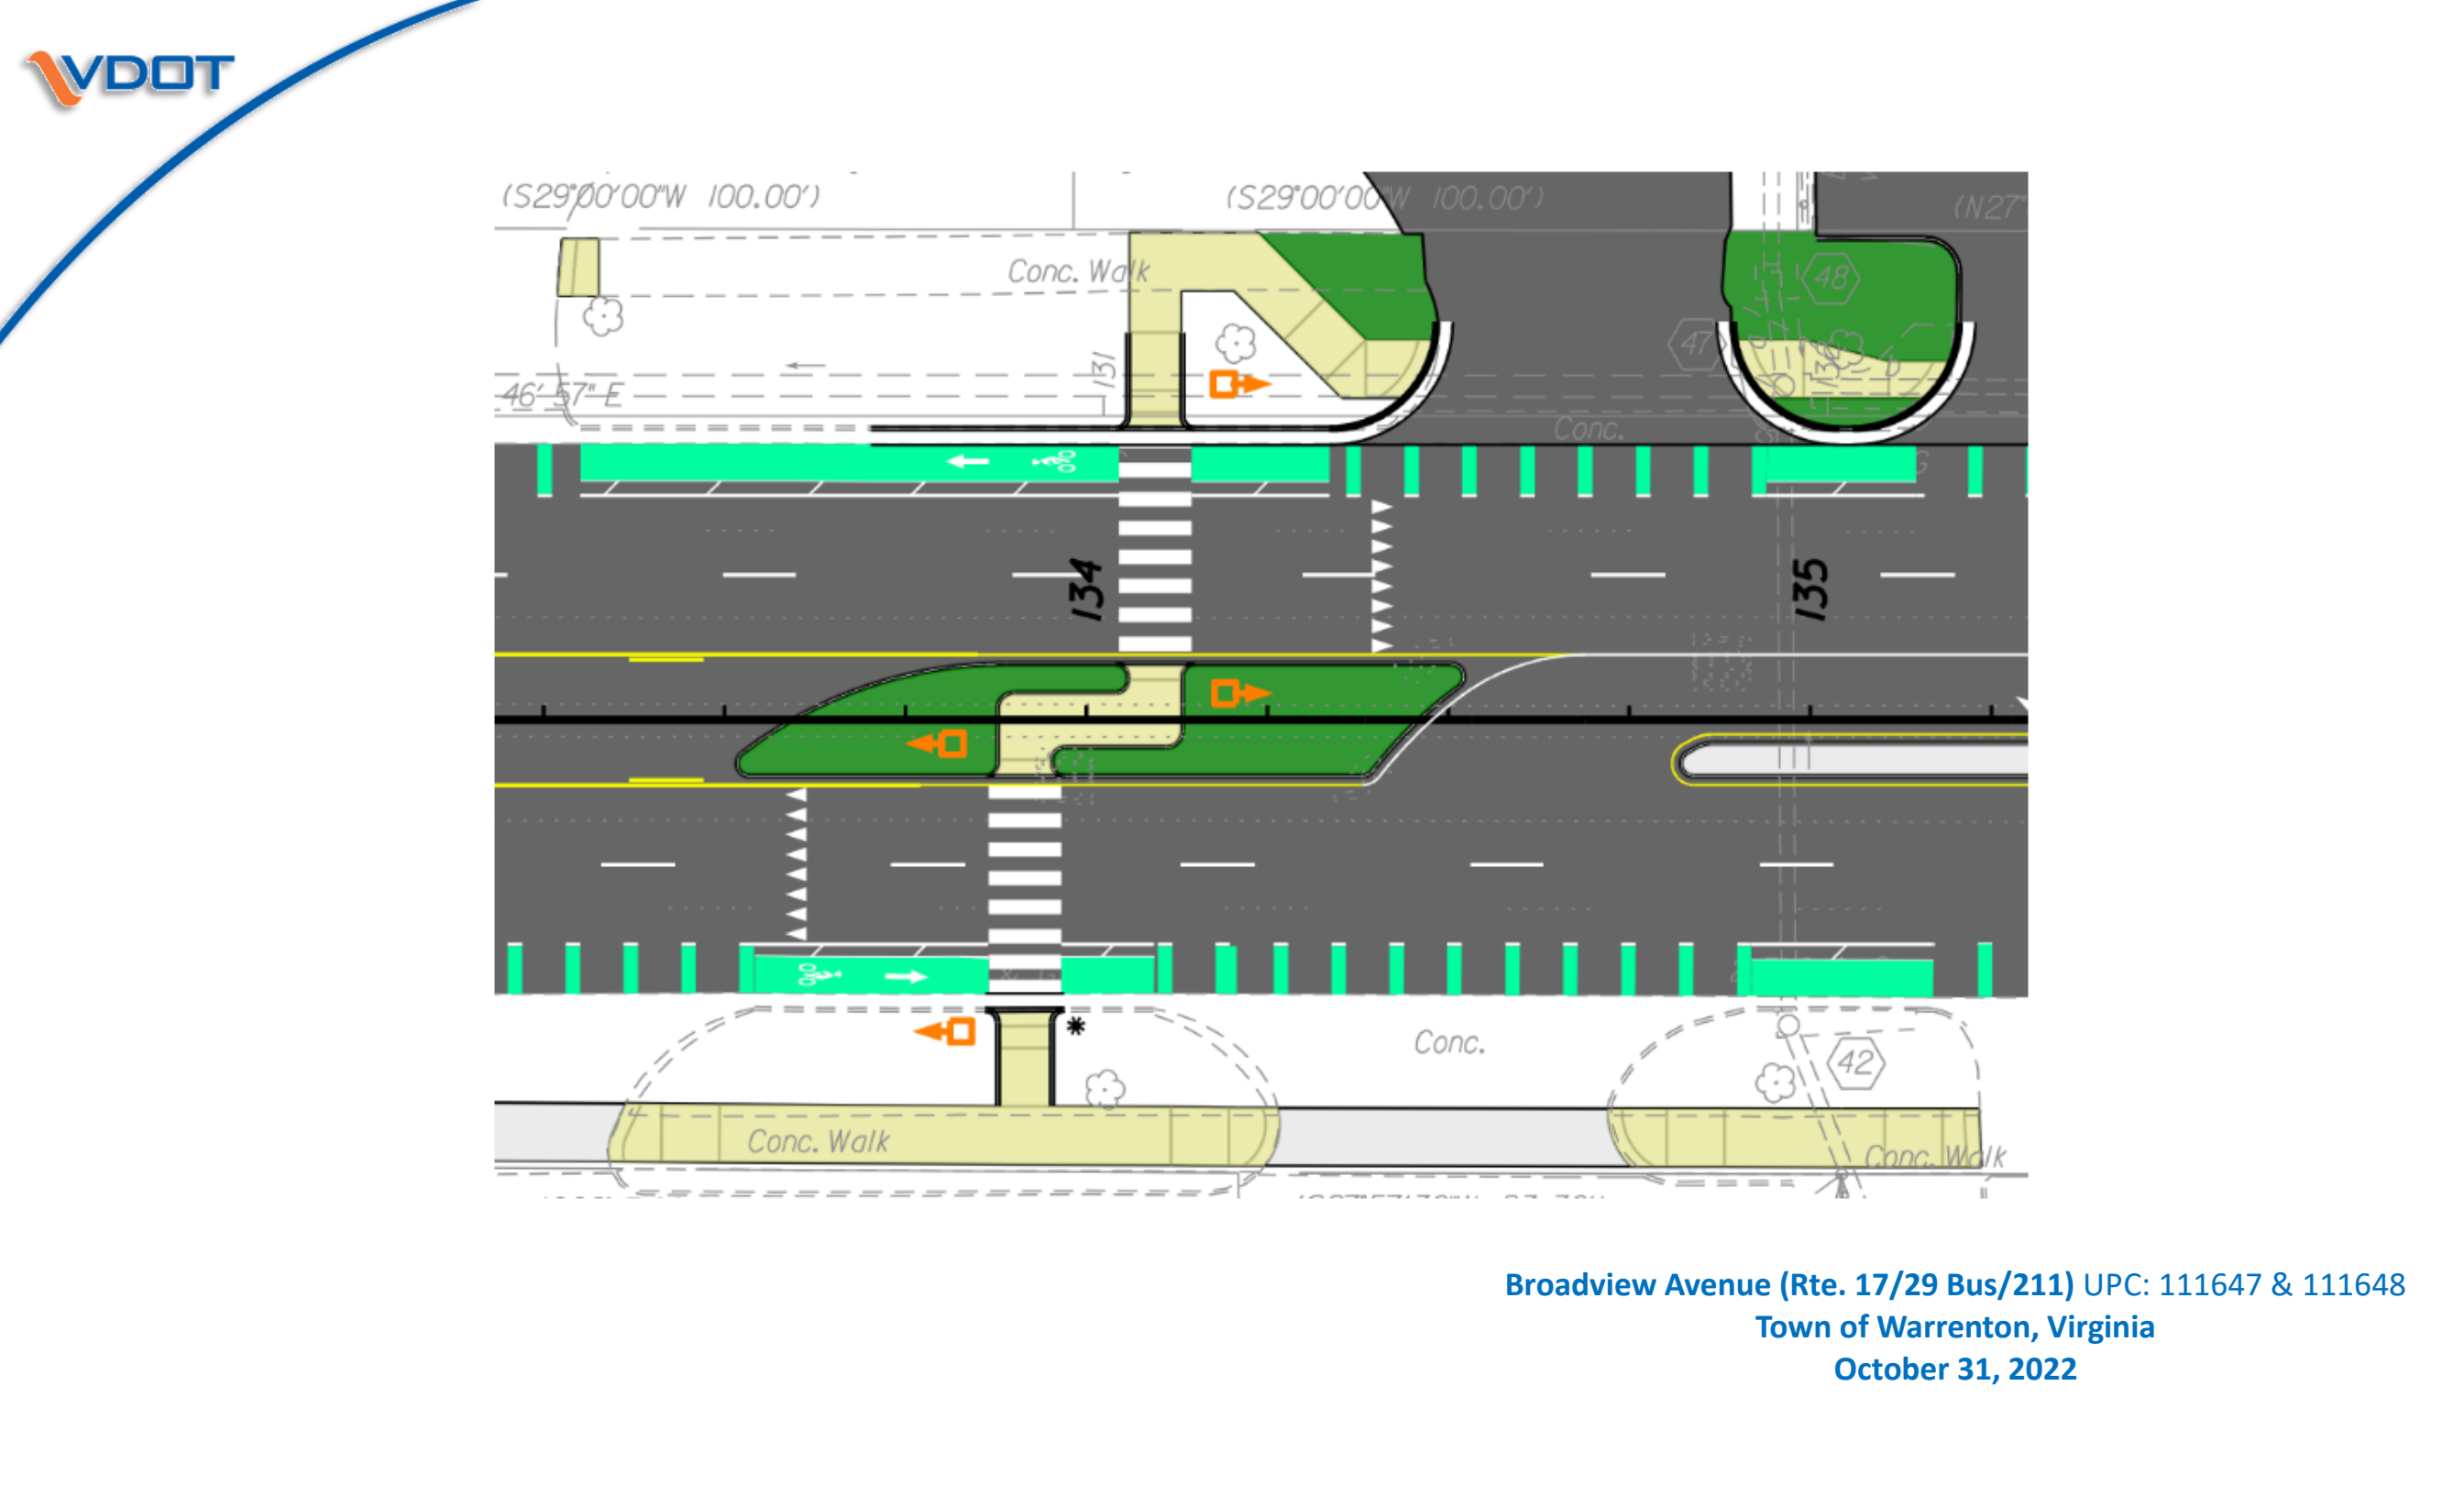 VDOT
(S29°00'00"W 100.00')
(S29°00'00"W 100.00')
(N27°
Conc. Walk
48
47
131
136
46' 57" E
Conc.
134
135
*
Conc.
42
Conc. Walk
Conc. Walk
Broadview Avenue (Rte. 17/29 Bus/211) UPC: 111647 & 111648
Town of Warrenton, Virginia
October 31, 2022